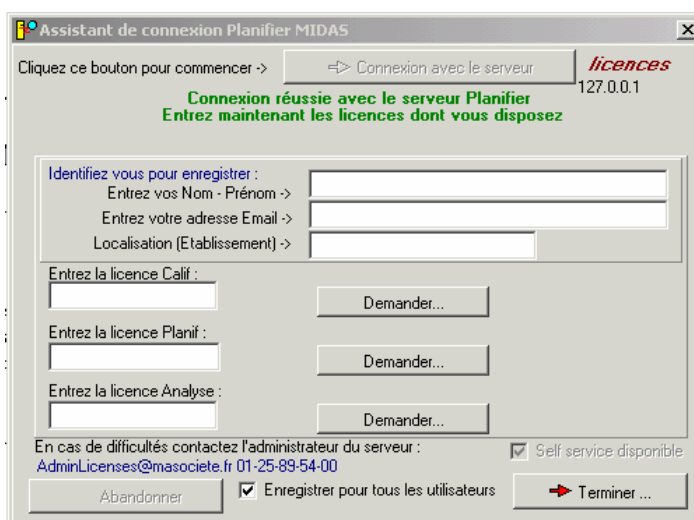 Assistant de connexion Planifier MIDAS
Cliquez ce bouton pour commencer -> Connexion avec le serveur licences
127.0.0.1
Connexion réussie avec le serveur Planifier
Entrez maintenant les licences dont vous disposez
Identifiez vous pour enregistrer :
Entrez vos Nom - Prénom ->
Entrez votre adresse Email ->
Localisation (Etablissement) ->
Entrez la licence Calif :
Demander...
Entrez la licence Planif :
Demander...
Entrez la licence Analyse :
Demander...
En cas de difficultés contactez l'administrateur du serveur : Self service disponible
AdminLicenses@masociete.fr 01-25-89-54-00
Abandonner Enregistrer pour tous les utilisateurs Terminer ...